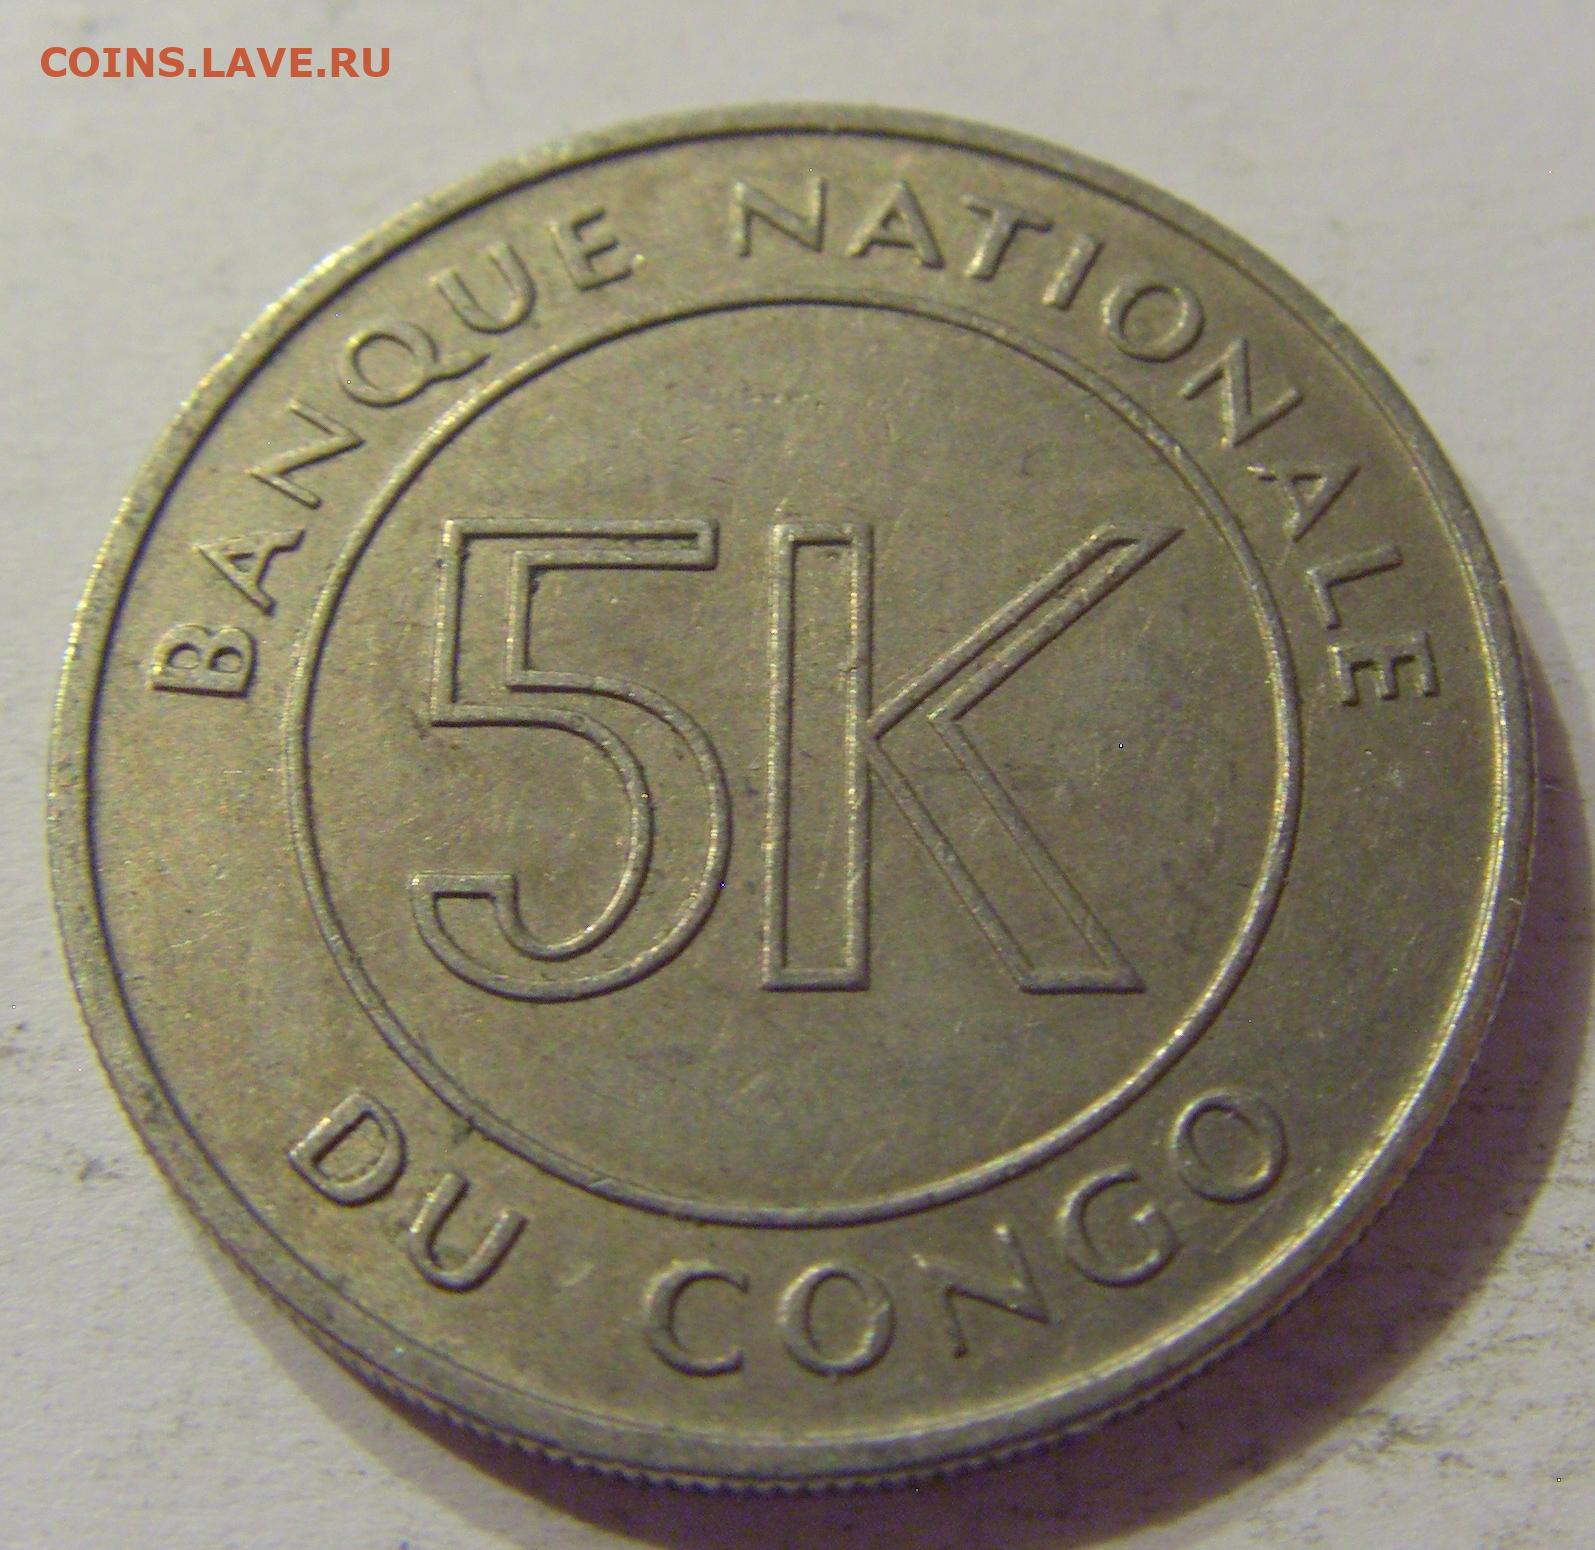 COINS.LAVE.RU
BANQUE NATIONALE
5K
DU CONGO